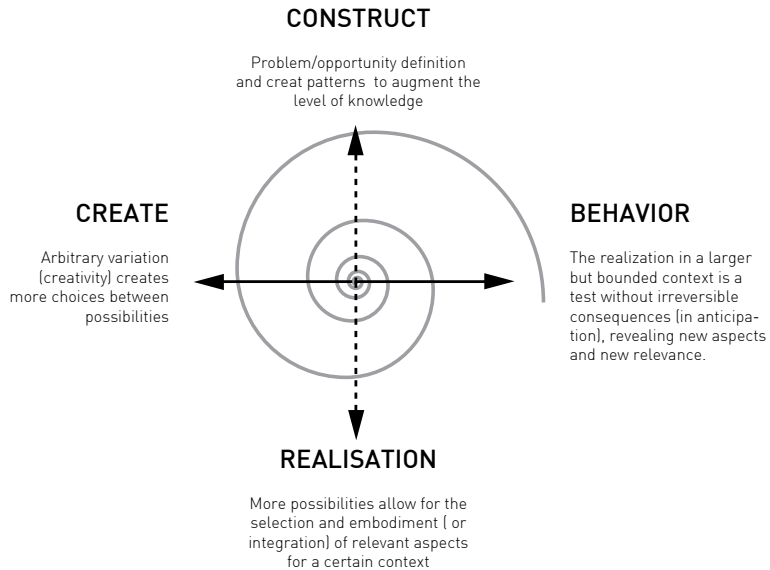 CONSTRUCT
Problem/opportunity definition
and creat patterns to augment the
level of knowledge
CREATE
Arbitrary variation
(creativity) creates
more choices between
possibilities
BEHAVIOR
The realization in a larger
but bounded context is a
test without irreversible
consequences (in anticipa-
tion), revealing new aspects
and new relevance.
REALISATION
More possibilities allow for the
selection and embodiment ( or
integration) of relevant aspects
for a certain context